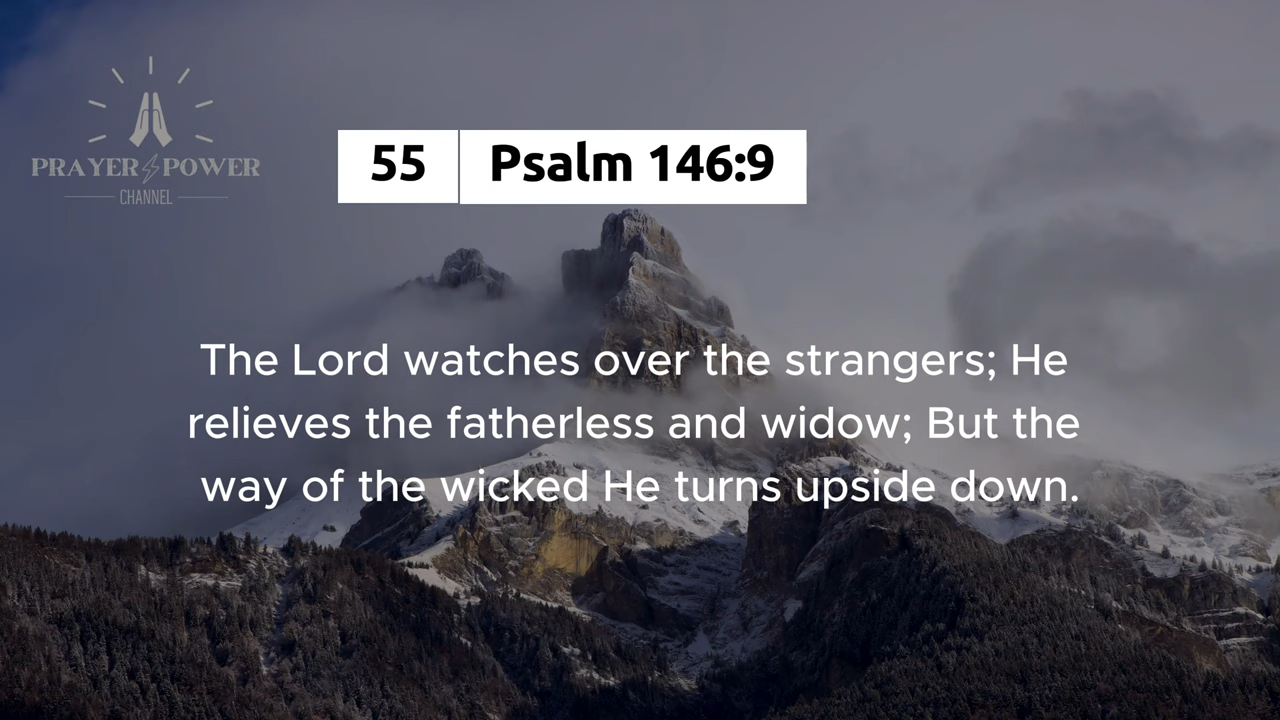 PRAYER POWER
CHANNEL
55 Psalm 146:9
The Lord watches over the strangers; He
relieves the fatherless and widow; But the
way of the wicked He turns upside down.